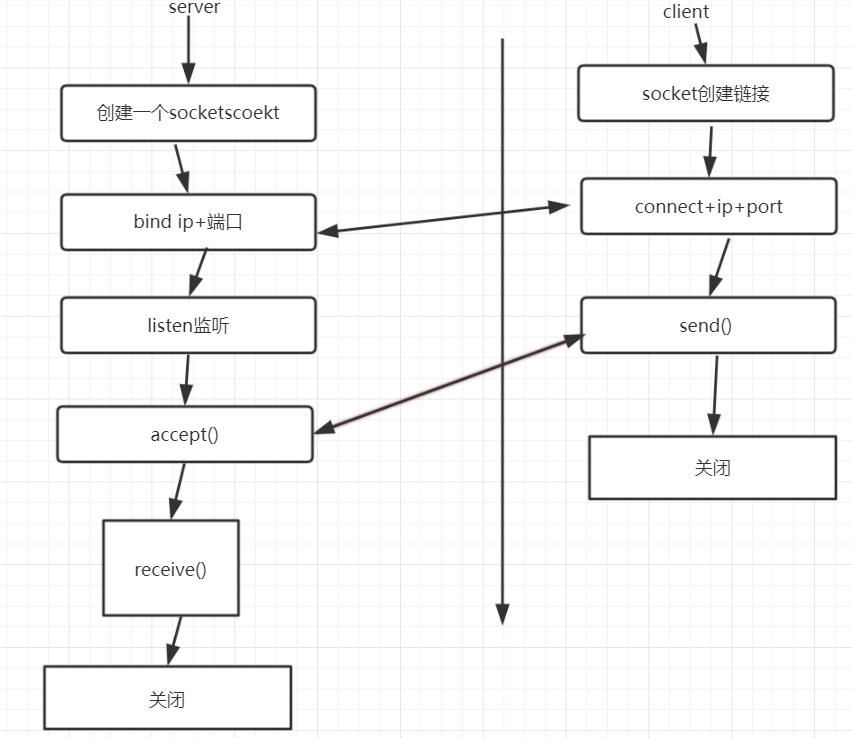 server
创建一个socketscoekt
bind ip+端口
listen监听
accept()
receive()
关闭
client
socket创建链接
connect+ip+port
send()
关闭